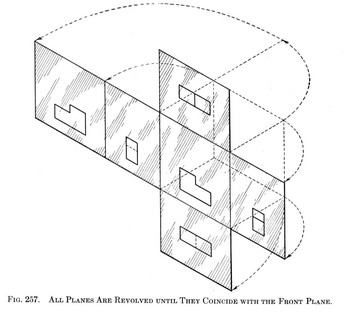 Fig. 257. All Planes Are Revolved until They Coincide with the Front Plane.